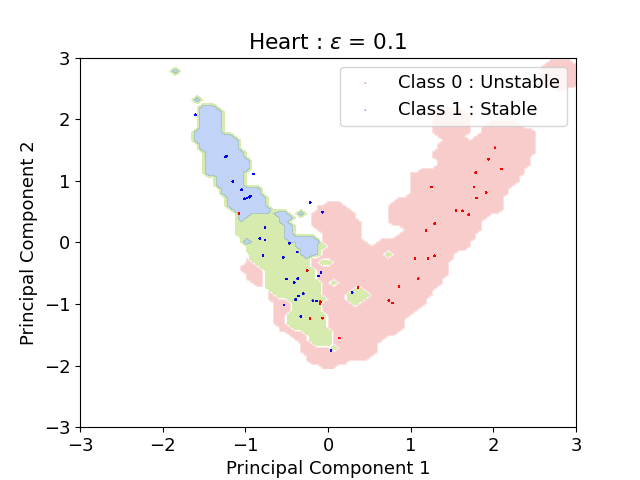 Heart : ε = 0.1
Class 0 : Unstable
Class 1 : Stable
3
2
1
0
−1
−2
−3
Principal Component 2
−3 −2 −1 0 1 2 3
Principal Component 1